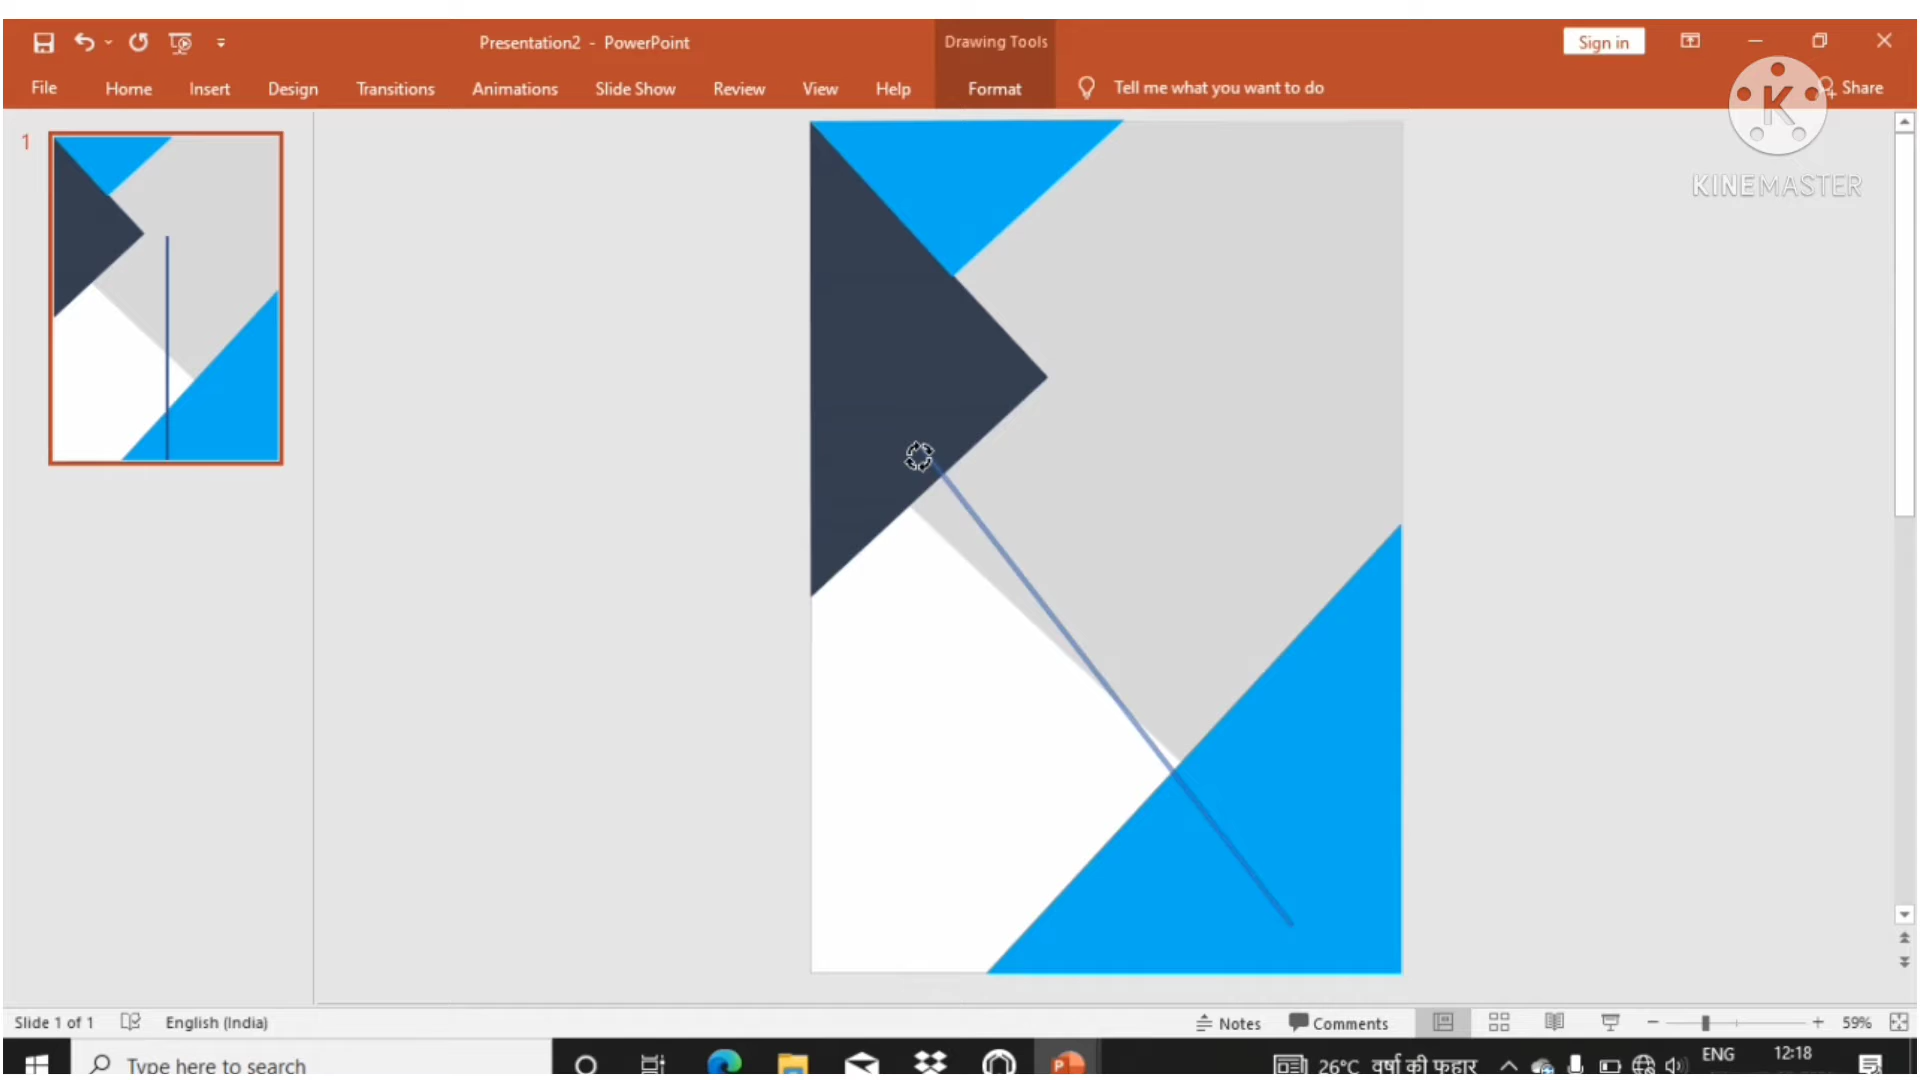 Presentation2 - PowerPoint
Drawing Tools
Sign in
File Home Insert Design Transitions Animations Slide Show Review View Help Format Tell me what you want to do Share
K
KINEMASTER
1
Slide 1 of 1 English (India) Notes Comments 59%
Type here to search 26°C वर्षा की फुहार ENG 12:18